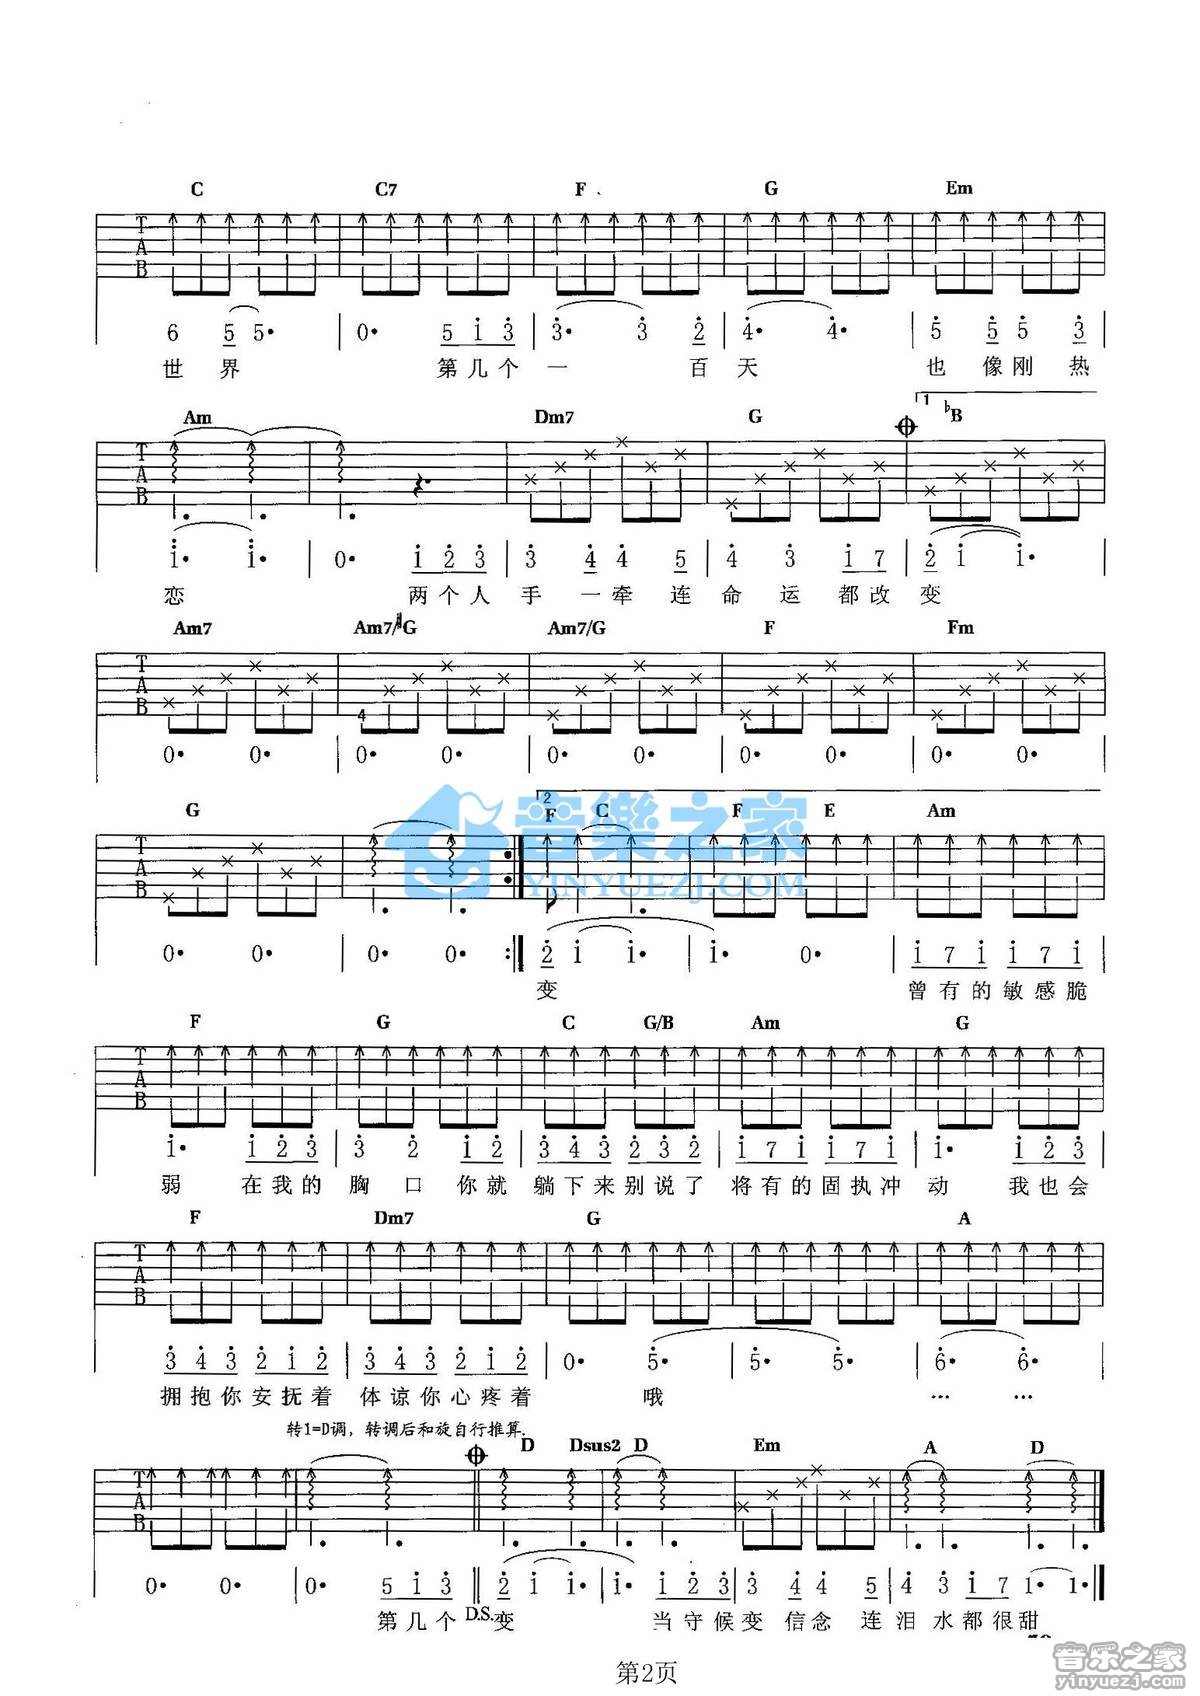 C C7 F G Em
T A B
6 5 5· | 0· 5 1 3 | 3· 3 2 | 4· 4· | 5 5 5 3 |
世 界 第 几 个 一 百 天 也 像 刚 热
Am Dm7 G 1. ♭B
T A B
1· 1· | 0· 1 2 3 | 3 4 4 5 | 4 3 1 7 | 2 1 1· |
恋 两 个 人 手 一 牵 连 命 运 都 改 变
Am7 Am7/#G Am7/G F Fm
T A B
4
0· 0· | 0· 0· | 0· 0· | 0· 0· | 0· 0· |
音樂之家
YINYUEZJ.COM
G 2 F C F E Am
T A B
0· 0· | 0· 0· :| 2 1 1· | 1· 0· | 1 7 1 1 7 1 |
变 曾 有 的 敏 感 脆
F G C G/B Am G
T A B
1· 1 2 3 | 3 2 1 2 | 3 4 3 2 3 2 | 1 7 1 1 7 1 | 1· 1 2 3 |
弱 在 我 的 胸 口 你 就 躺 下 来 别 说 了 将 有 的 固 执 冲 动 我 也 会
F Dm7 G A
T A B
3 4 3 2 1 2 | 3 4 3 2 1 2 | 0· 5· | 5· 5· | 6· 6· |
拥 抱 你 安 抚 着 体 谅 你 心 疼 着 哦 … …
转1=D调，转调后和旋自行推算.
D Dsus2 D Em A D
T A B
0· 0· | 0· 5 1 3 || 2 1 1· | 1· 1 2 3 | 3 4 4 5 | 4 3 1 7 1· 1· |
第 几 个 D.S. 变 当 守 候 变 信 念 连 泪 水 都 很 甜
第2页
音乐之家
yinyuezj.com